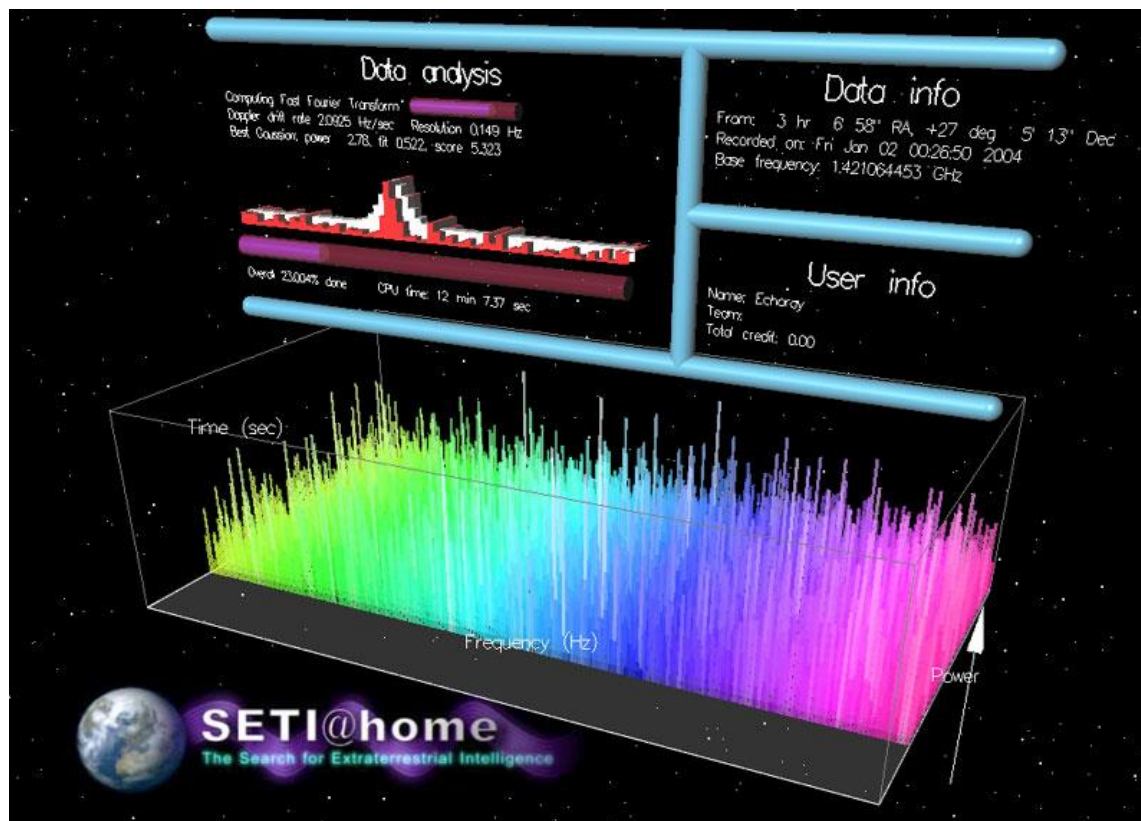 Data analysis
Computing Fast Fourier Transform
Doppler drift rate 2.0925 Hz/sec Resolution 0.149 Hz
Best Gaussian: power 2.78, fit 0.522, score 5.323
Overall 23.004% done CPU time: 12 min 7.37 sec
Data info
From: 3 hr 6' 58" RA, +27 deg 5' 13" Dec
Recorded on: Fri Jan 02 00:26:50 2004
Base frequency: 1.421064453 GHz
User info
Name: Echoray
Team:
Total credit: 0.00
Time (sec)
Frequency (Hz)
Power
SETI@home
The Search for Extraterrestrial Intelligence